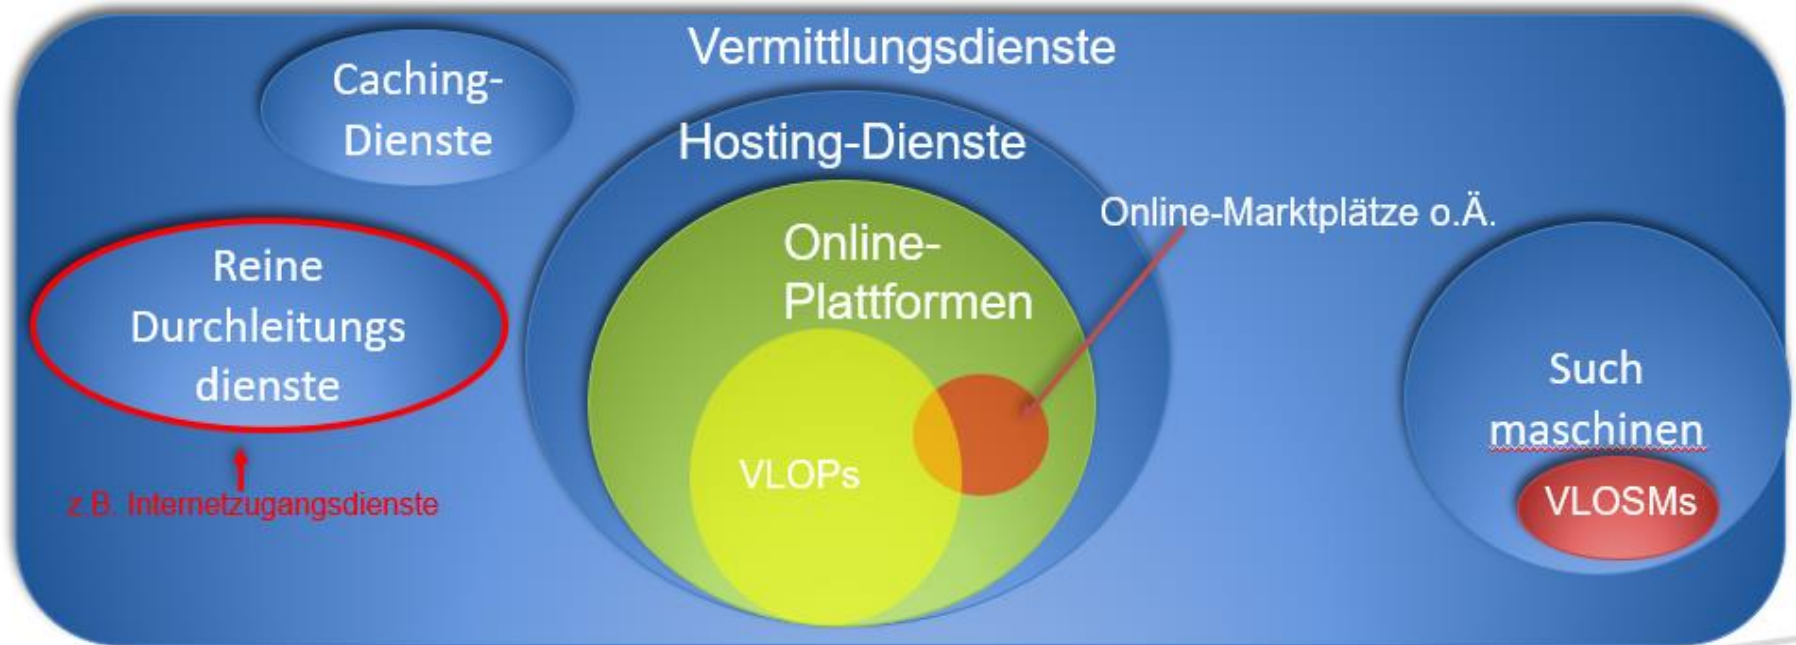 Vermittlungsdienste
Caching-
Dienste
Hosting-Dienste
Online-Marktplätze o.Ä.
Reine
Durchleitungs
dienste
Online-
Plattformen
Such
maschinen
VLOPs
VLOSMs
z.B. Internetzugangsdienste